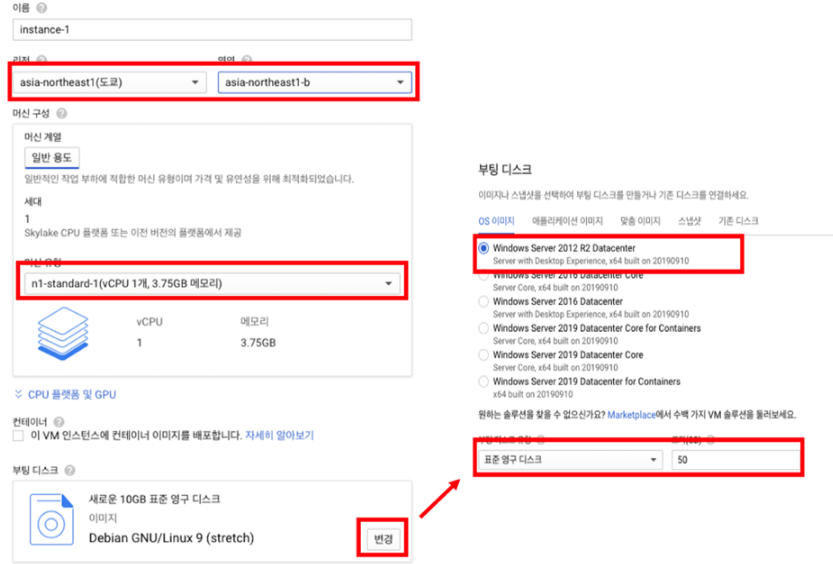 이름
instance-1
리전
영역
asia-northeast1(도쿄)
asia-northeast1-b
머신 구성
머신 계열
일반 용도
일반적인 작업 부하에 적합한 머신 유형이며 가격 및 유연성을 위해 최적화되었습니다.
세대
1
Skylake CPU 플랫폼 또는 이전 버전의 플랫폼에서 제공
머신 유형
n1-standard-1(vCPU 1개, 3.75GB 메모리)
vCPU
메모리
1
3.75GB
CPU 플랫폼 및 GPU
컨테이너
이 VM 인스턴스에 컨테이너 이미지를 배포합니다. 자세히 알아보기
부팅 디스크
새로운 10GB 표준 영구 디스크
이미지
Debian GNU/Linux 9 (stretch)
변경
부팅 디스크
이미지나 스냅샷을 선택하여 부팅 디스크를 만들거나 기존 디스크를 연결하세요.
OS 이미지
애플리케이션 이미지
맞춤 이미지
스냅샷
기존 디스크
Windows Server 2012 R2 Datacenter
Server with Desktop Experience, x64 built on 20190910
Windows Server 2016 Datacenter Core
Server Core, x64 built on 20190910
Windows Server 2016 Datacenter
Server with Desktop Experience, x64 built on 20190910
Windows Server 2019 Datacenter Core for Containers
Server Core, x64 built on 20190910
Windows Server 2019 Datacenter Core
Server Core, x64 built on 20190910
Windows Server 2019 Datacenter for Containers
x64 built on 20190910
원하는 솔루션을 찾을 수 없으신가요? Marketplace에서 수백 가지 VM 솔루션을 둘러보세요.
부팅 디스크 유형
크기(GB)
표준 영구 디스크
50